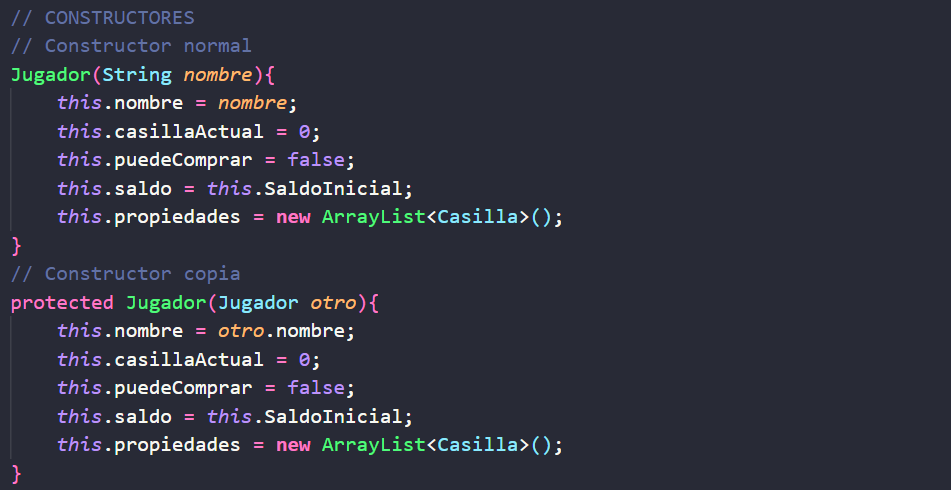 // CONSTRUCTORES
// Constructor normal
Jugador(String nombre){
    this.nombre = nombre;
    this.casillaActual = 0;
    this.puedeComprar = false;
    this.saldo = this.SaldoInicial;
    this.propiedades = new ArrayList<Casilla>();
}
// Constructor copia
protected Jugador(Jugador otro){
    this.nombre = otro.nombre;
    this.casillaActual = 0;
    this.puedeComprar = false;
    this.saldo = this.SaldoInicial;
    this.propiedades = new ArrayList<Casilla>();
}